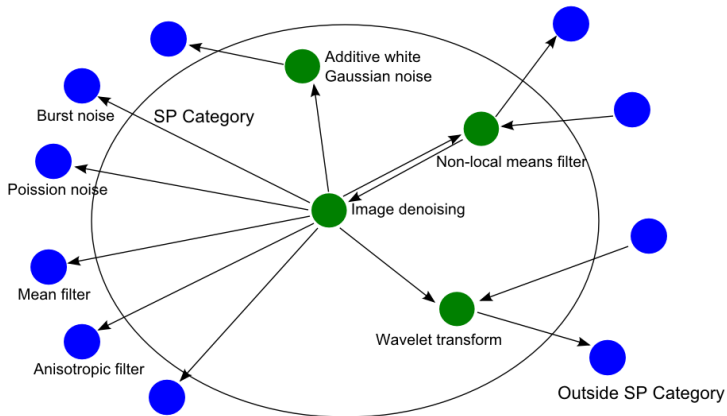 Additive white
Gaussian noise
Burst noise
SP Category
Non-local means filter
Poission noise
Image denoising
Mean filter
Wavelet transform
Anisotropic filter
Outside SP Category